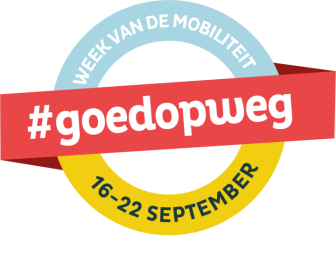 WEEK VAN DE MOBILITEIT
#goedopweg
16-22 SEPTEMBER